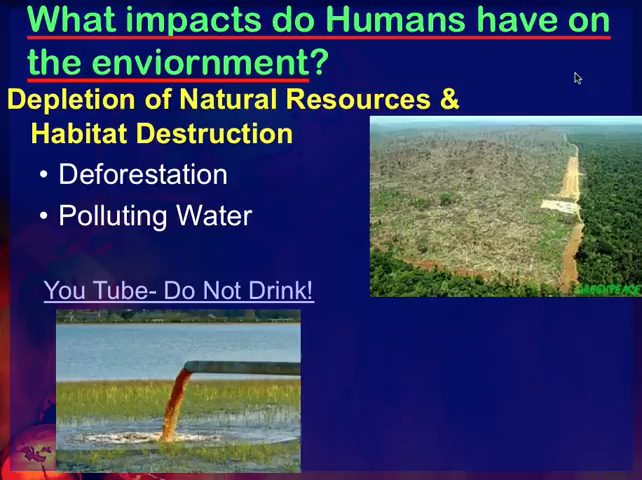 What impacts do Humans have on
the enviornment?
Depletion of Natural Resources &
Habitat Destruction
• Deforestation
• Polluting Water
You Tube- Do Not Drink!
GREENPEACE